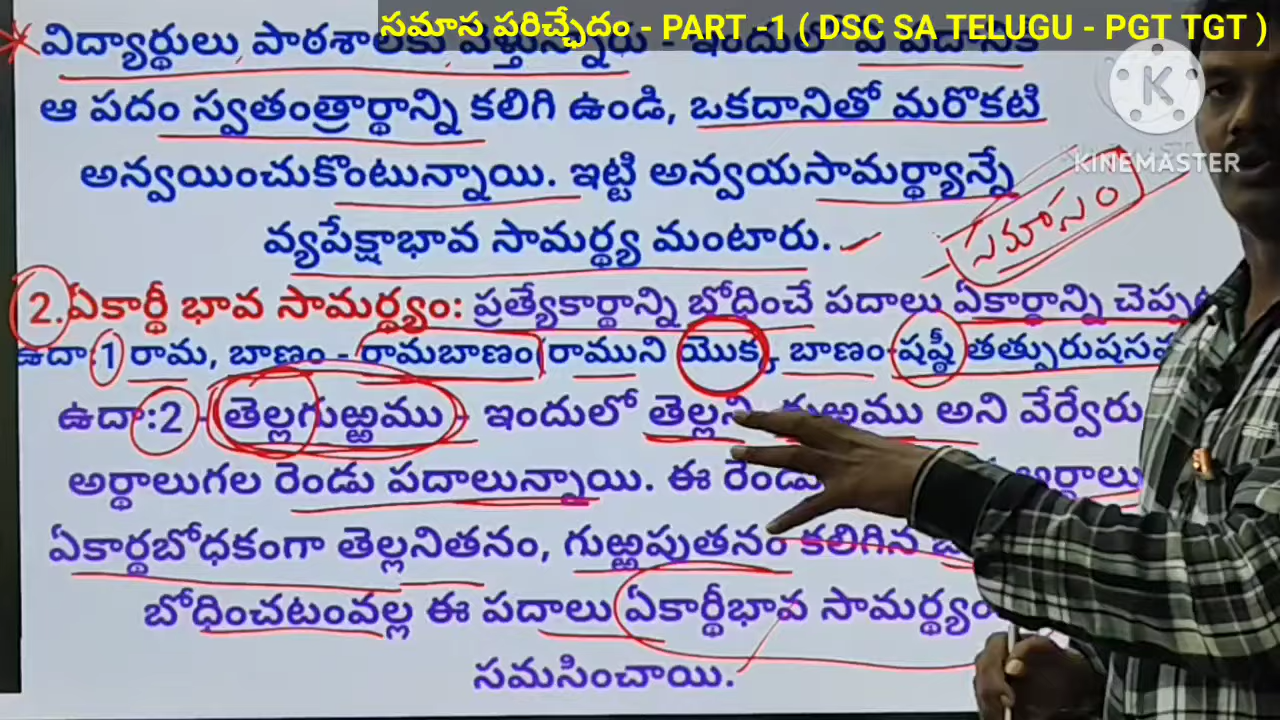 సమాస పరిచ్ఛేదం - PART -1 ( DSC SA TELUGU - PGT TGT )
విద్యార్థులు పాఠశాలకు వెళ్తున్నారు - ఇందులో ఏ పదానికి
ఆ పదం స్వతంత్రార్థాన్ని కలిగి ఉండి, ఒకదానితో మరొకటి
అన్వయించుకొంటున్నాయి. ఇట్టి అన్వయసామర్థ్యాన్నే
వ్యపేక్షాభావ సామర్థ్య మంటారు.
సమాసం
K
KINEMASTER
2.ఏకార్థీ భావ సామర్థ్యం: ప్రత్యేకార్థాన్ని బోధించే పదాలు ఏకార్థాన్ని
ఉదా:1 రామ, బాణం - రామబాణం(రాముని యొక్క, బాణం-షష్ఠీ
ఉదా:2 - తెల్లగుఱ్ఱము - ఇందులో తెల్లని, గుఱ్ఱము అని వేర్వేరు
అర్థాలుగల రెండు పదాలున్నాయి. ఈ రెండు అర్థాలు
ఏకార్థబోధకంగా తెల్లనితనం, గుఱ్ఱపుతనం కలిగిన
బోధించటంవల్ల ఈ పదాలు ఏకార్థీభావ సామర్థ్యం
సమసించాయి.